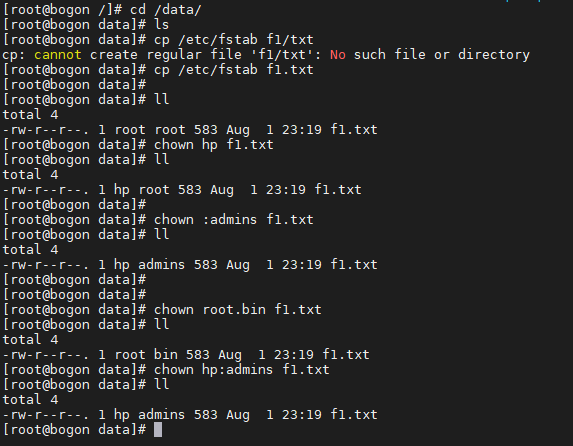 [root@bogon /]# cd /data/
[root@bogon data]# ls
[root@bogon data]# cp /etc/fstab f1/txt
cp: cannot create regular file 'f1/txt': No such file or directory
[root@bogon data]# cp /etc/fstab f1.txt
[root@bogon data]#
[root@bogon data]# ll
total 4
-rw-r--r--. 1 root root 583 Aug  1 23:19 f1.txt
[root@bogon data]# chown hp f1.txt
[root@bogon data]# ll
total 4
-rw-r--r--. 1 hp root 583 Aug  1 23:19 f1.txt
[root@bogon data]#
[root@bogon data]# chown :admins f1.txt
[root@bogon data]# ll
total 4
-rw-r--r--. 1 hp admins 583 Aug  1 23:19 f1.txt
[root@bogon data]#
[root@bogon data]#
[root@bogon data]# chown root.bin f1.txt
[root@bogon data]# ll
total 4
-rw-r--r--. 1 root bin 583 Aug  1 23:19 f1.txt
[root@bogon data]# chown hp:admins f1.txt
[root@bogon data]# ll
total 4
-rw-r--r--. 1 hp admins 583 Aug  1 23:19 f1.txt
[root@bogon data]#